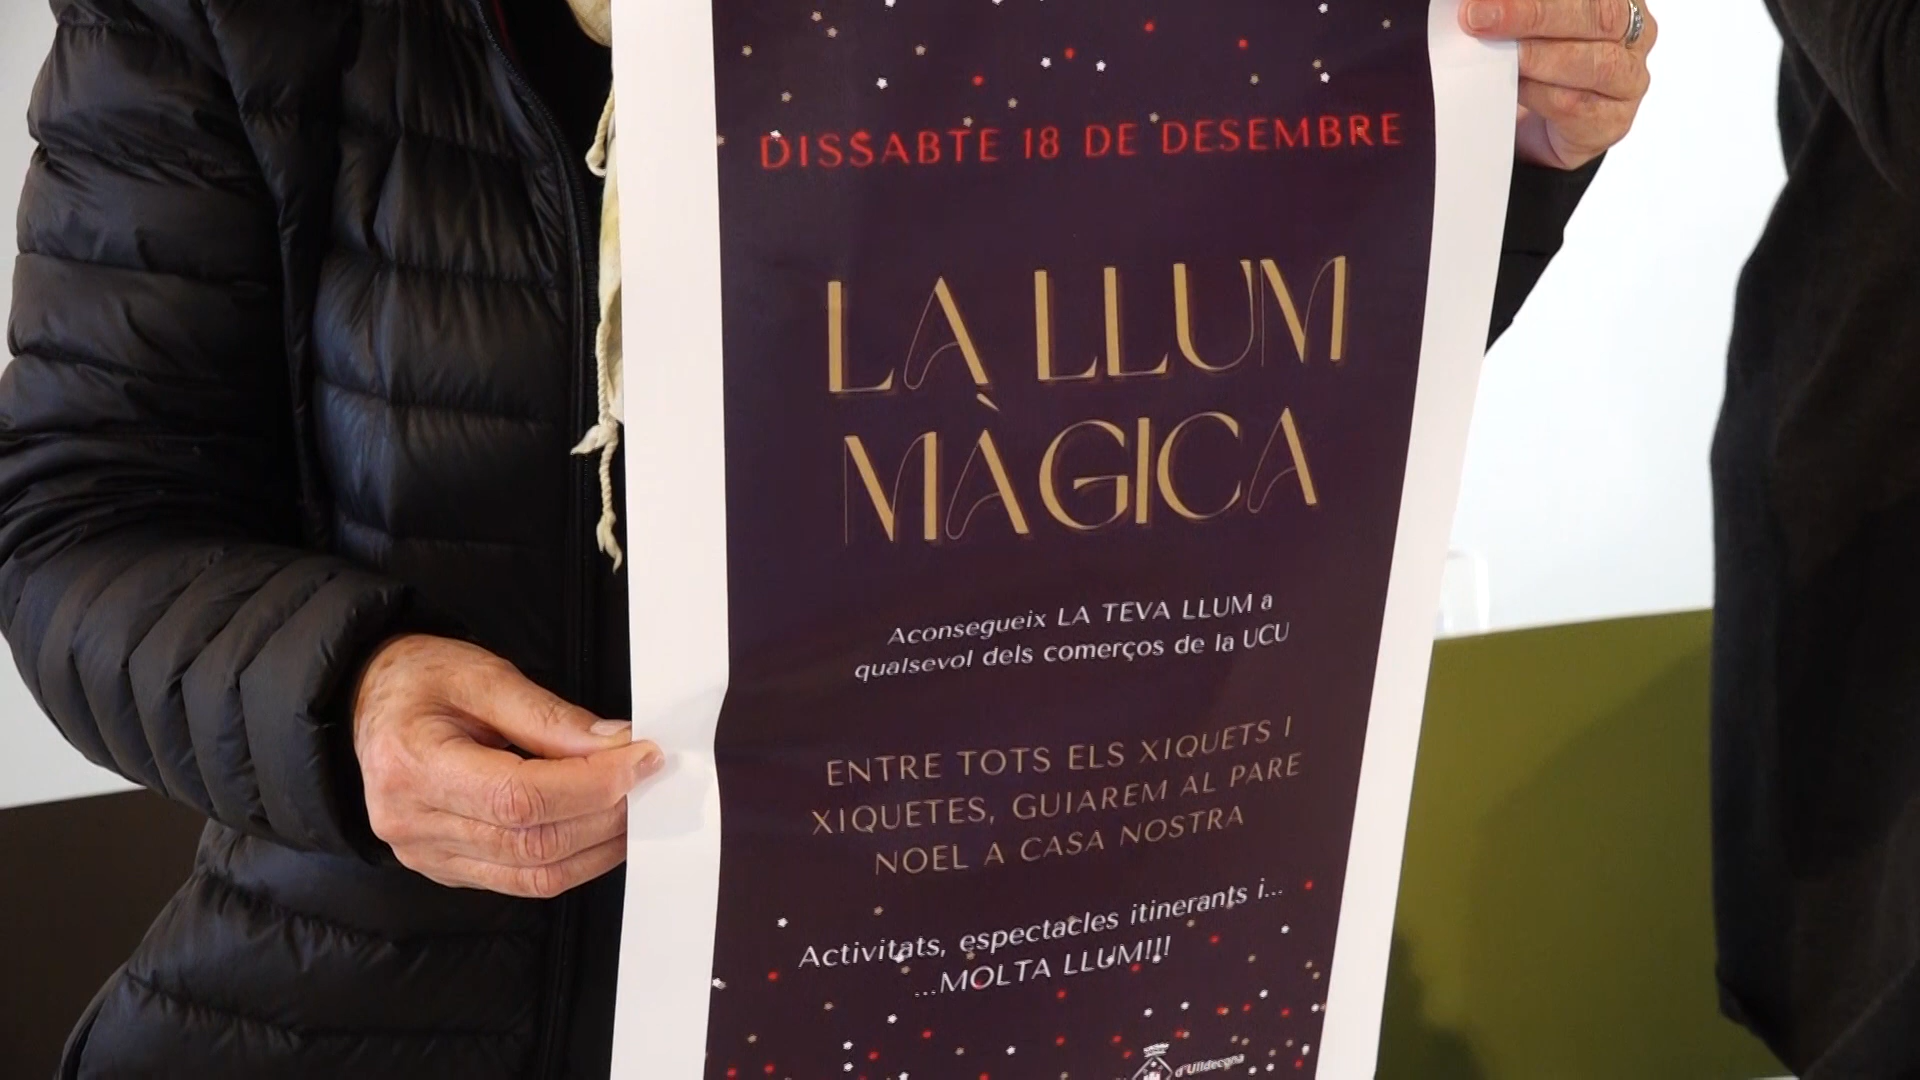 DISSABTE 18 DE DESEMBRE
LA LLUM
MÀGICA
Aconsegueix LA TEVA LLUM a
qualsevol dels comerços de la UCU
ENTRE TOTS ELS XIQUETS I
XIQUETES, GUIAREM AL PARE
NOEL A CASA NOSTRA
Activitats, espectacles itinerants i...
...MOLTA LLUM!!!
d'Ulldecona